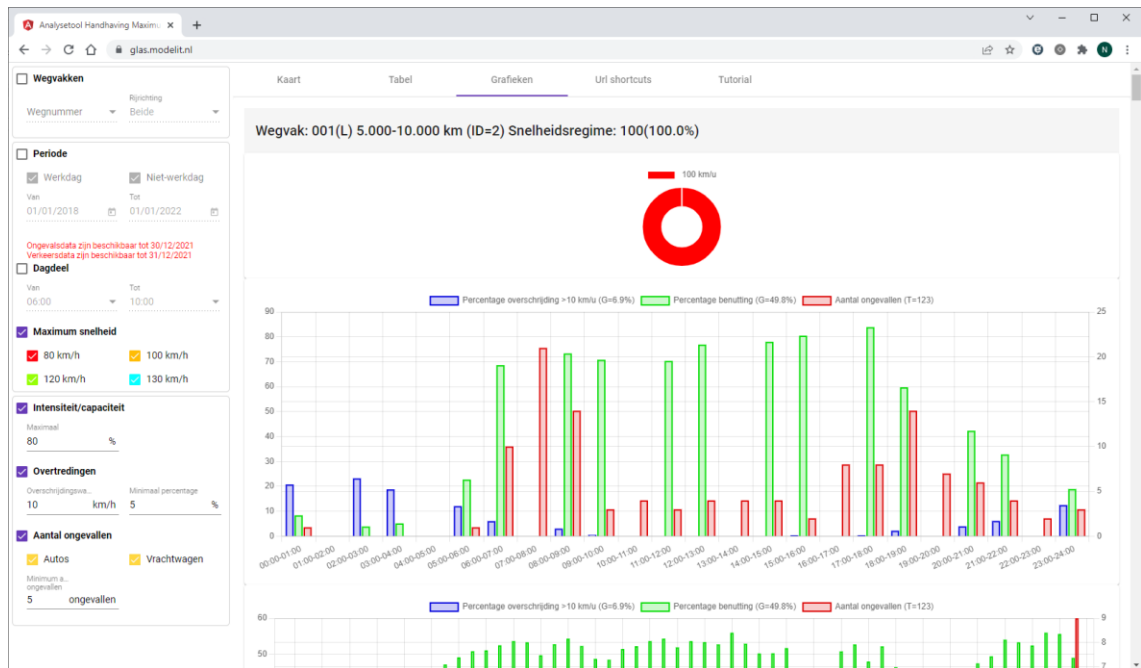 Analysetool Handhaving Maximu
glas.modelit.nl
N
Wegvakken
Wegnummer
Rijrichting
Beide
Periode
Werkdag
Niet-werkdag
Van
Tot
01/01/2018
01/01/2022
Ongevalsdata zijn beschikbaar tot 30/12/2021
Verkeersdata zijn beschikbaar tot 31/12/2021
Dagdeel
Van
Tot
06:00
10:00
Maximum snelheid
80 km/h
100 km/h
120 km/h
130 km/h
Intensiteit/capaciteit
Maximaal
80 %
Overtredingen
Overschrijdingswa...
Minimaal percentage
10 km/h
5 %
Aantal ongevallen
Autos
Vrachtwagen
Minimum a...
ongevallen
5 ongevallen
Kaart
Tabel
Grafieken
Url shortcuts
Tutorial
Wegvak: 001(L) 5.000-10.000 km (ID=2) Snelheidsregime: 100(100.0%)
100 km/u
Percentage overschrijding >10 km/u (G=6.9%)
Percentage benutting (G=49.8%)
Aantal ongevallen (T=123)
90
80
70
60
50
40
30
20
10
0
25
20
15
10
5
0
00:00-01:00
01:00-02:00
02:00-03:00
03:00-04:00
04:00-05:00
05:00-06:00
06:00-07:00
07:00-08:00
08:00-09:00
09:00-10:00
10:00-11:00
11:00-12:00
12:00-13:00
13:00-14:00
14:00-15:00
15:00-16:00
16:00-17:00
17:00-18:00
18:00-19:00
19:00-20:00
20:00-21:00
21:00-22:00
22:00-23:00
23:00-24:00
Percentage overschrijding >10 km/u (G=6.9%)
Percentage benutting (G=49.8%)
Aantal ongevallen (T=123)
60
50
9
8
7